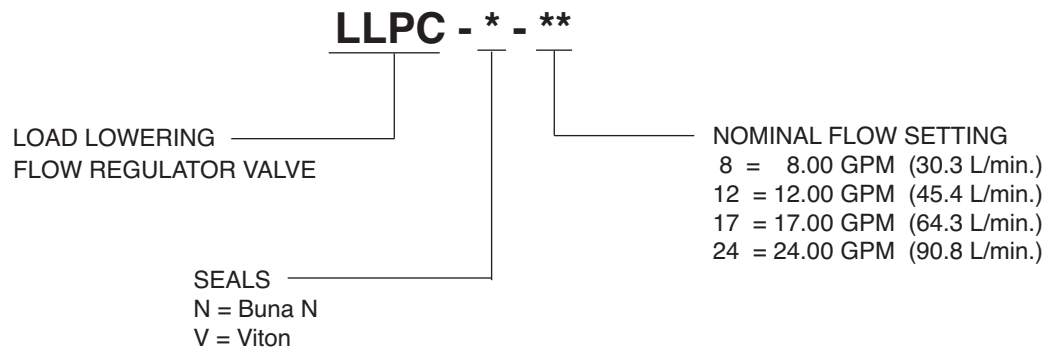 LLPC - * - **
LOAD LOWERING
FLOW REGULATOR VALVE
NOMINAL FLOW SETTING
8 = 8.00 GPM (30.3 L/min.)
12 = 12.00 GPM (45.4 L/min.)
17 = 17.00 GPM (64.3 L/min.)
24 = 24.00 GPM (90.8 L/min.)
SEALS
N = Buna N
V = Viton